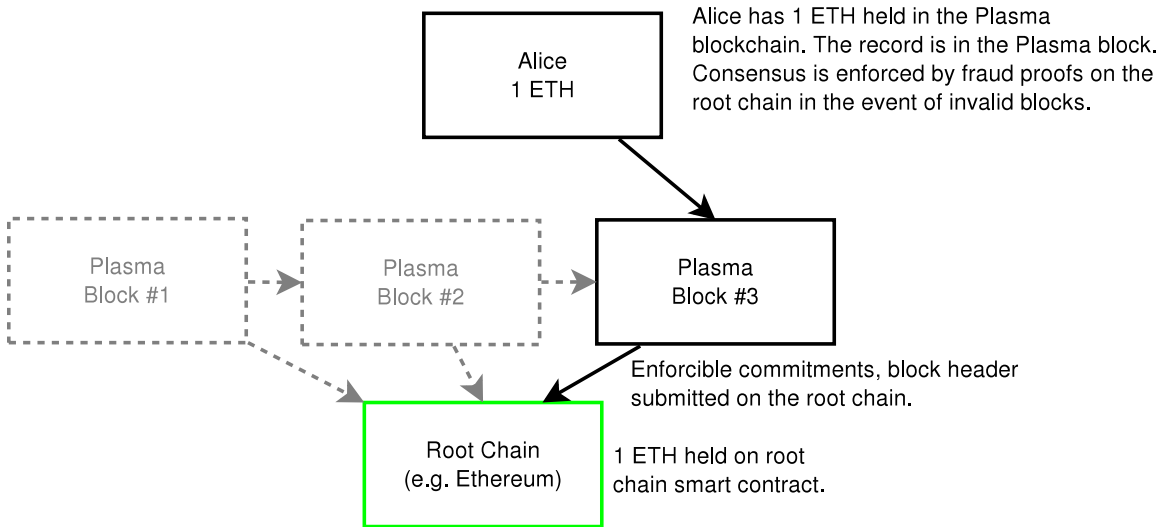 Alice has 1 ETH held in the Plasma
blockchain. The record is in the Plasma block.
Consensus is enforced by fraud proofs on the
root chain in the event of invalid blocks.
Alice
1 ETH
Plasma
Block #1
Plasma
Block #2
Plasma
Block #3
Enforcible commitments, block header
submitted on the root chain.
Root Chain
(e.g. Ethereum)
1 ETH held on root
chain smart contract.